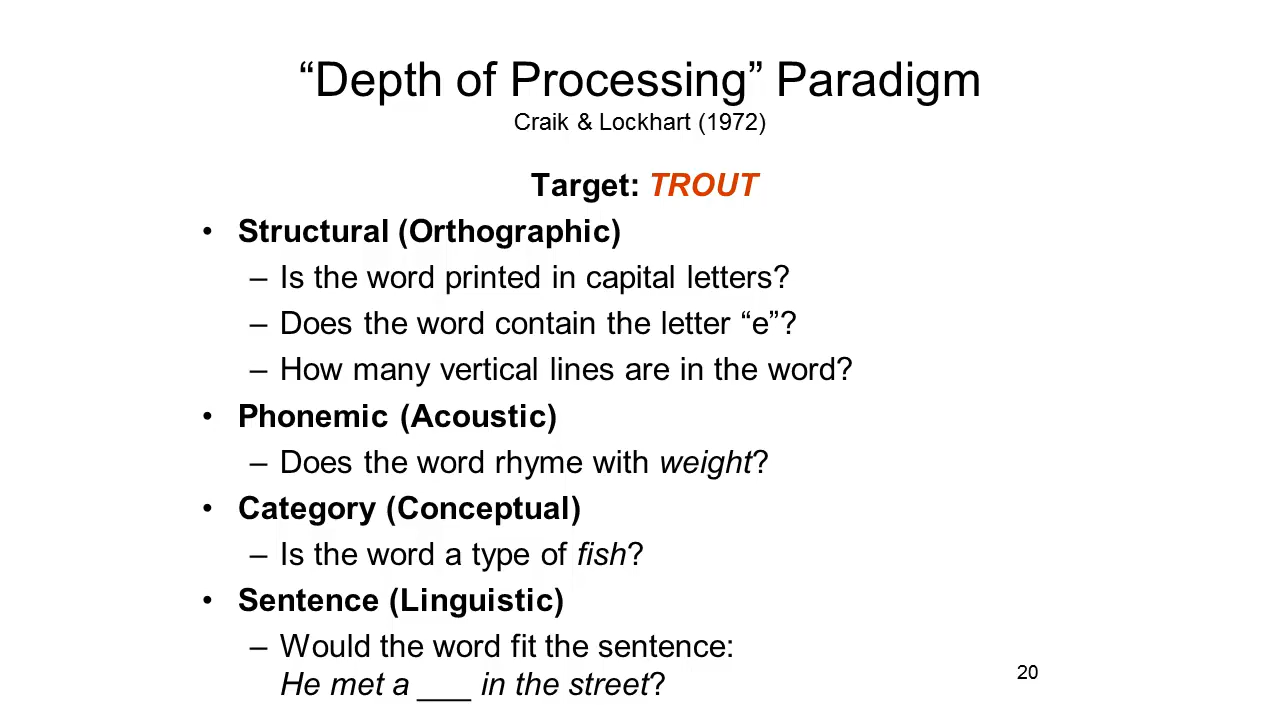 “Depth of Processing” Paradigm
Craik & Lockhart (1972)
Target: TROUT
• Structural (Orthographic)
– Is the word printed in capital letters?
– Does the word contain the letter “e”?
– How many vertical lines are in the word?
• Phonemic (Acoustic)
– Does the word rhyme with weight?
• Category (Conceptual)
– Is the word a type of fish?
• Sentence (Linguistic)
– Would the word fit the sentence:
He met a ___ in the street?
20